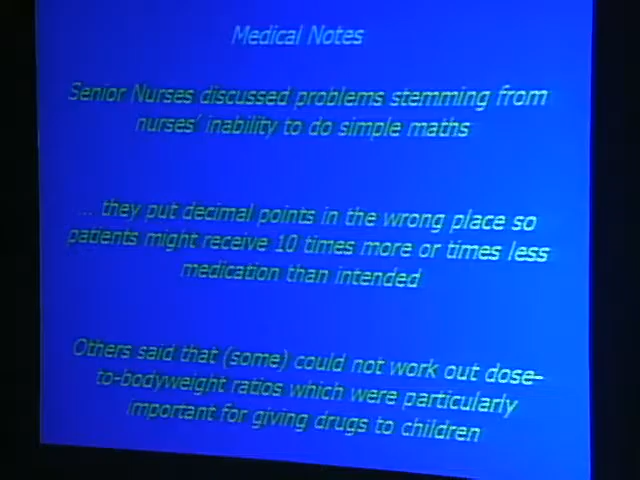 Medical Notes
Senior Nurses discussed problems stemming from
nurses' inability to do simple maths
... they put decimal points in the wrong place so
patients might receive 10 times more or times less
medication than intended
Others said that (some) could not work out dose-
to-bodyweight ratios which were particularly
important for giving drugs to children